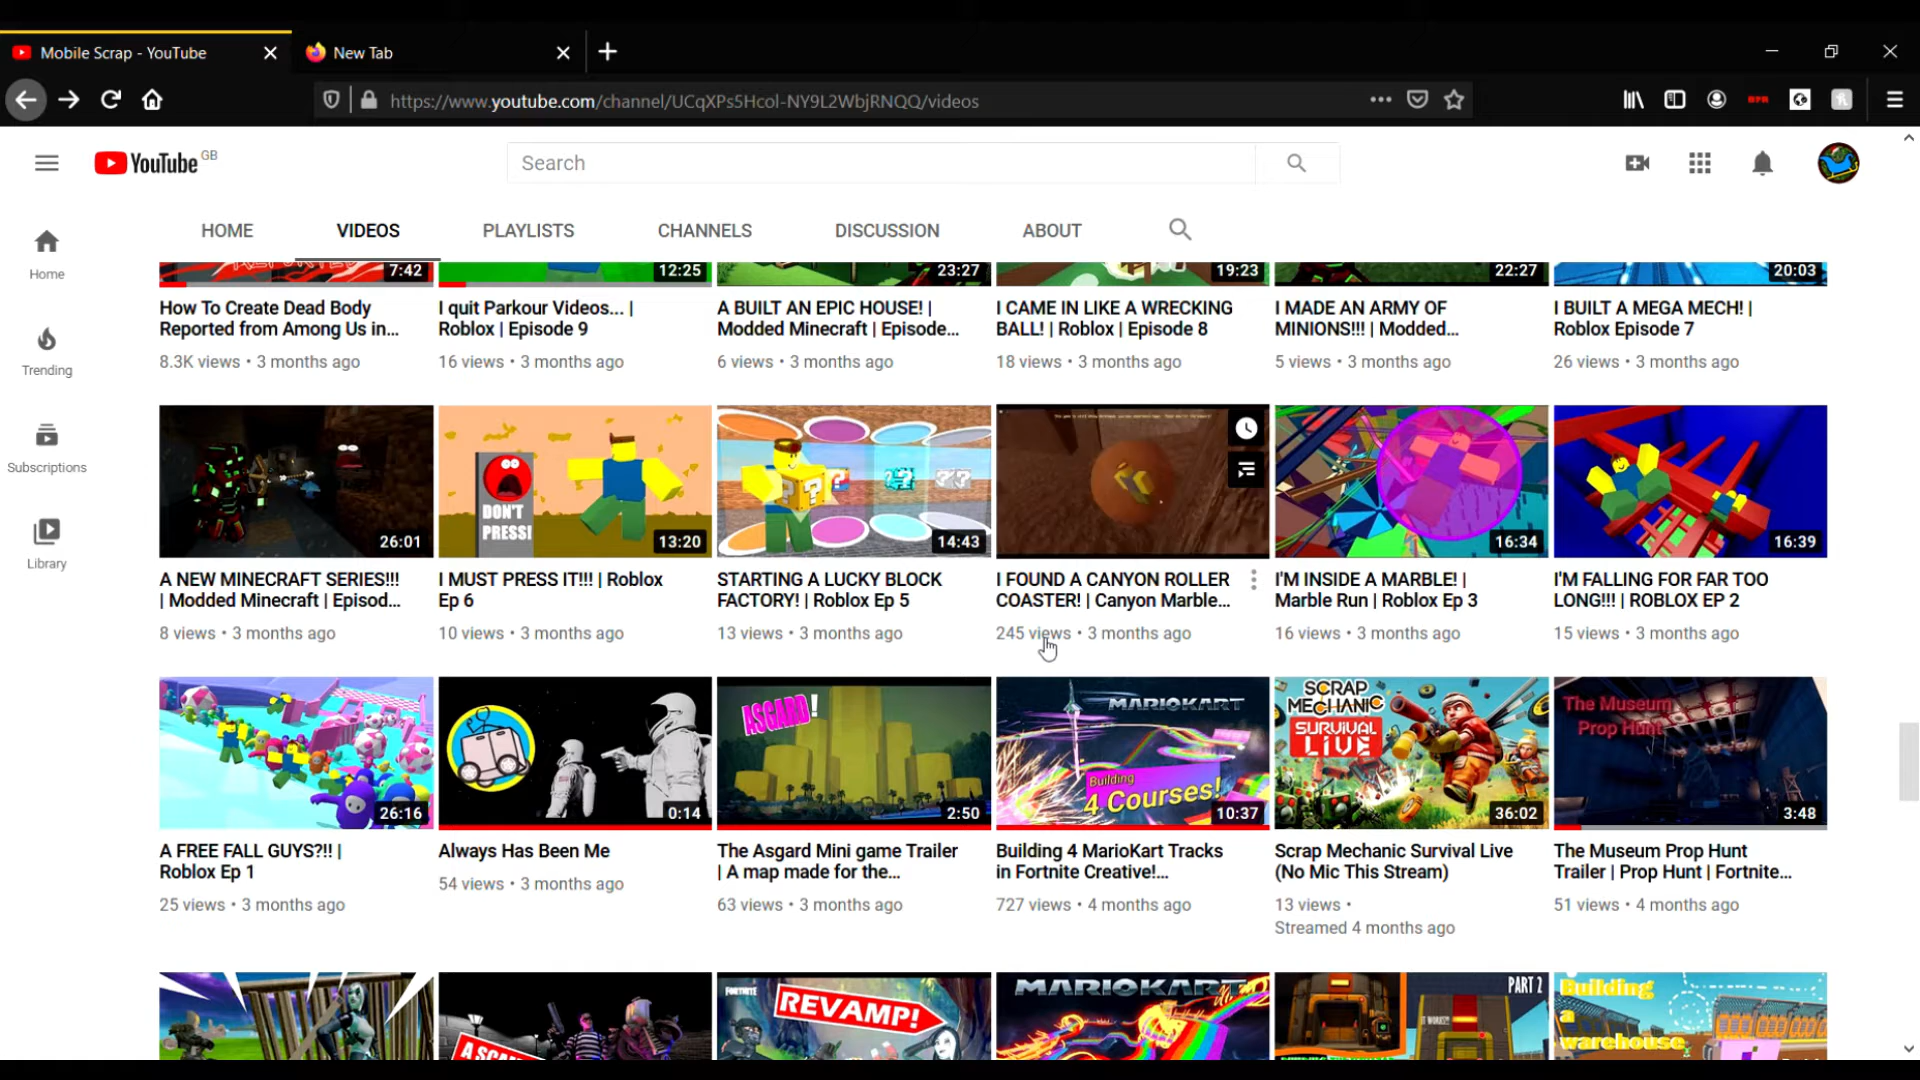 Mobile Scrap - YouTube
New Tab
https://www.youtube.com/channel/UCqXPs5Hcol-NY9L2WbjRNQQ/videos
YouTube GB
Search
HOME
VIDEOS
PLAYLISTS
CHANNELS
DISCUSSION
ABOUT
Home
Trending
Subscriptions
Library
7:42
12:25
23:27
19:23
22:27
20:03
How To Create Dead Body
Reported from Among Us in...
8.3K views • 3 months ago
I quit Parkour Videos... |
Roblox | Episode 9
16 views • 3 months ago
A BUILT AN EPIC HOUSE! |
Modded Minecraft | Episode...
6 views • 3 months ago
I CAME IN LIKE A WRECKING
BALL! | Roblox | Episode 8
18 views • 3 months ago
I MADE AN ARMY OF
MINIONS!!! | Modded...
5 views • 3 months ago
I BUILT A MEGA MECH! |
Roblox Episode 7
26 views • 3 months ago
26:01
DON'T
PRESS!
13:20
14:43
16:34
16:39
A NEW MINECRAFT SERIES!!!
| Modded Minecraft | Episod...
8 views • 3 months ago
I MUST PRESS IT!!! | Roblox
Ep 6
10 views • 3 months ago
STARTING A LUCKY BLOCK
FACTORY! | Roblox Ep 5
13 views • 3 months ago
I FOUND A CANYON ROLLER
COASTER! | Canyon Marble...
245 views • 3 months ago
I'M INSIDE A MARBLE! |
Marble Run | Roblox Ep 3
16 views • 3 months ago
I'M FALLING FOR FAR TOO
LONG!!! | ROBLOX EP 2
15 views • 3 months ago
26:16
0:14
ASGARD!
2:50
MARIOKART
Building
4 Courses!
10:37
SCRAP
MECHANIC
SURVIVAL
LIVE
36:02
The Museum
Prop Hunt
3:48
A FREE FALL GUYS?!! |
Roblox Ep 1
25 views • 3 months ago
Always Has Been Me
54 views • 3 months ago
The Asgard Mini game Trailer
| A map made for the...
63 views • 3 months ago
Building 4 MarioKart Tracks
in Fortnite Creative!...
727 views • 4 months ago
Scrap Mechanic Survival Live
(No Mic This Stream)
13 views •
Streamed 4 months ago
The Museum Prop Hunt
Trailer | Prop Hunt | Fortnite...
51 views • 4 months ago
FORTNITE
REVAMP!
MARIOKART
PART 2
IT WORKS?!
Building
a
warehouse